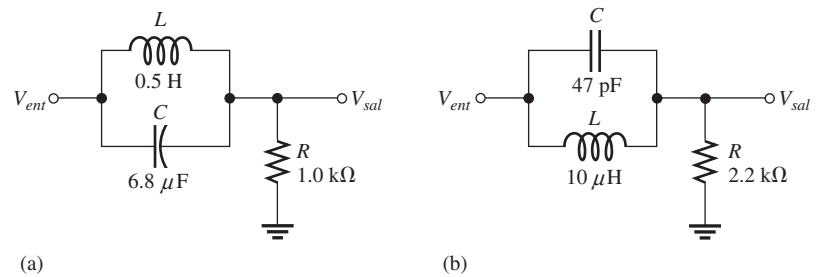 L
0.5 H
V_ent
C
6.8 μF
V_sal
R
1.0 kΩ
(a)
C
47 pF
V_ent
L
10 μH
V_sal
R
2.2 kΩ
(b)